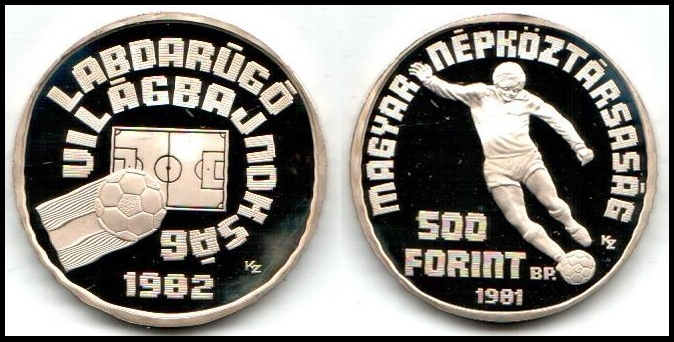 LABDARÚGÓ
VILÁGBAJNOKSÁG
KZ
1982
MAGYAR NÉPKÖZTÁRSASÁG
500
FORINT BP.
KZ
1981